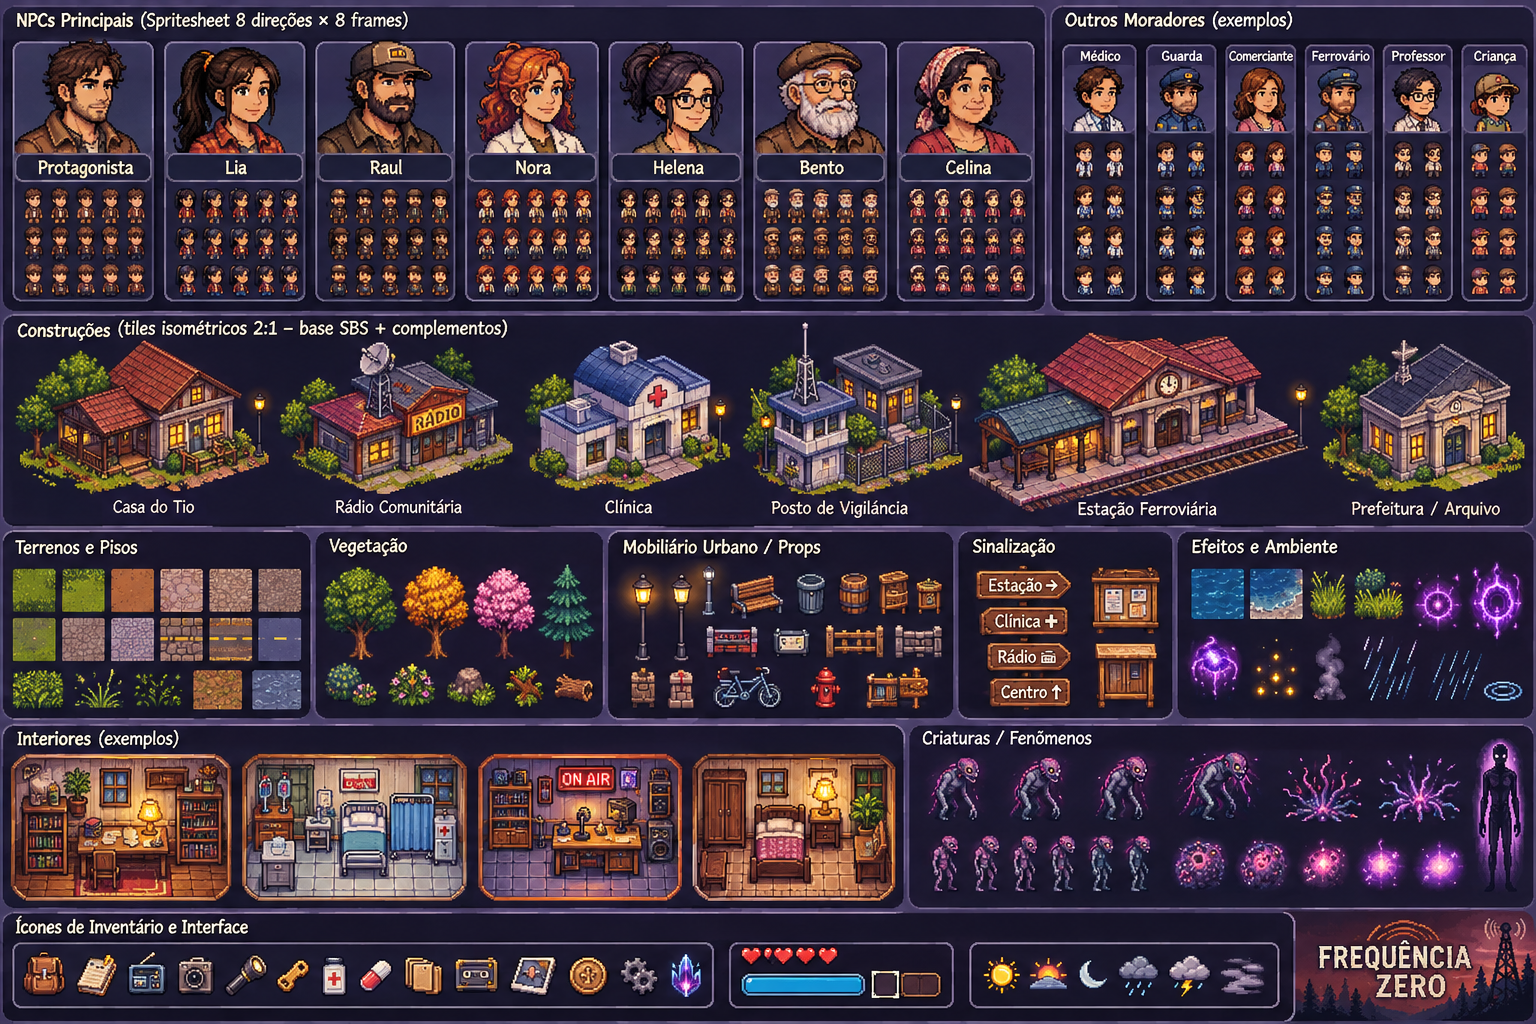 NPCs Principais (Spritesheet 8 direções × 8 frames)
Protagonista
Lia
Raul
Nora
Helena
Bento
Celina
Outros Moradores (exemplos)
Médico
Guarda
Comerciante
Ferroviário
Professor
Criança
Construções (tiles isométricos 2:1 – base SBS + complementos)
RÁDIO
Casa do Tio
Rádio Comunitária
Clínica
Posto de Vigilância
Estação Ferroviária
Prefeitura / Arquivo
Terrenos e Pisos
Vegetação
Mobiliário Urbano / Props
Sinalização
Estação →
Clínica
Rádio
Centro ↑
Efeitos e Ambiente
Interiores (exemplos)
ON AIR
Criaturas / Fenõmenos
Ícones de Inventário e Interface
FREQUÊNCIA
ZERO